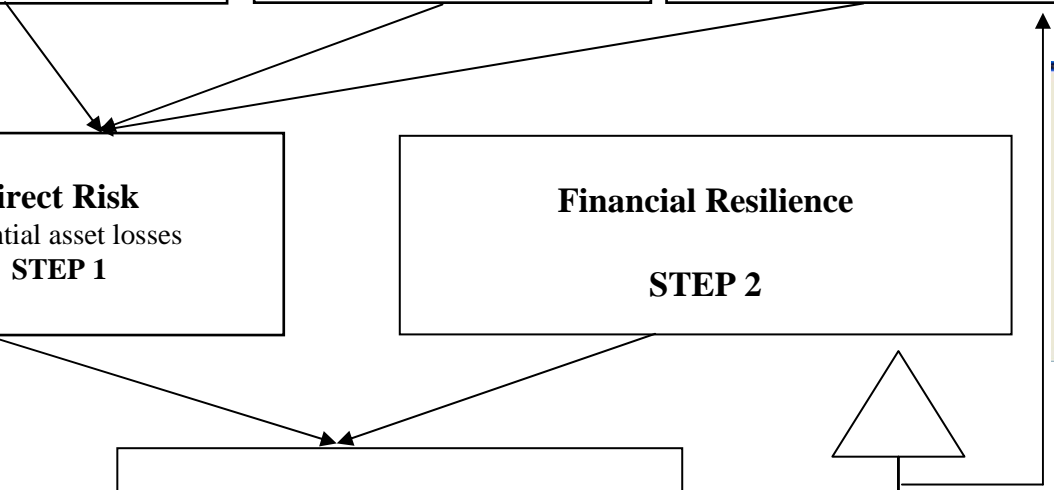 irect Risk
ntial asset losses
STEP 1
Financial Resilience
STEP 2